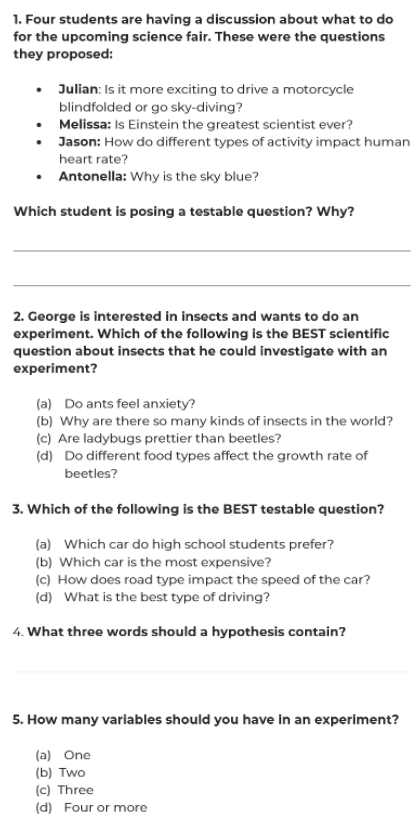 1. Four students are having a discussion about what to do
for the upcoming science fair. These were the questions
they proposed:
• Julian: Is it more exciting to drive a motorcycle
blindfolded or go sky-diving?
• Melissa: Is Einstein the greatest scientist ever?
• Jason: How do different types of activity impact human
heart rate?
• Antonella: Why is the sky blue?
Which student is posing a testable question? Why?
2. George is interested in insects and wants to do an
experiment. Which of the following is the BEST scientific
question about insects that he could investigate with an
experiment?
(a) Do ants feel anxiety?
(b) Why are there so many kinds of insects in the world?
(c) Are ladybugs prettier than beetles?
(d) Do different food types affect the growth rate of
beetles?
3. Which of the following is the BEST testable question?
(a) Which car do high school students prefer?
(b) Which car is the most expensive?
(c) How does road type impact the speed of the car?
(d) What is the best type of driving?
4. What three words should a hypothesis contain?
5. How many variables should you have in an experiment?
(a) One
(b) Two
(c) Three
(d) Four or more